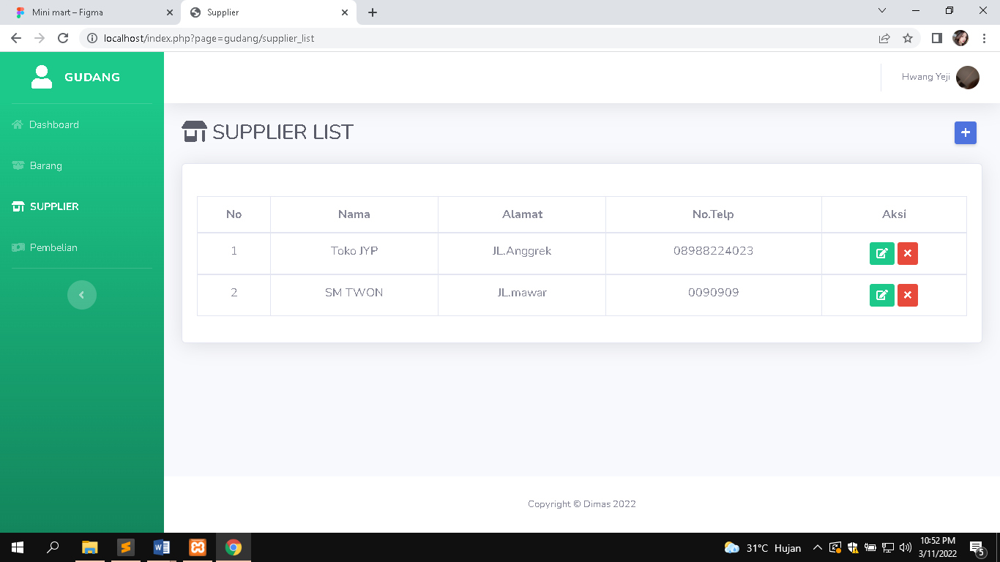 Mini mart – Figma
Supplier
localhost/index.php?page=gudang/supplier_list
GUDANG
Hwang Yeji
Dashboard
Barang
SUPPLIER
Pembelian
SUPPLIER LIST
No Nama Alamat No.Telp Aksi
1 Toko JYP JL.Anggrek 08988224023
2 SM TWON JL.mawar 0090909
Copyright © Dimas 2022
31°C Hujan
10:52 PM
3/11/2022
5